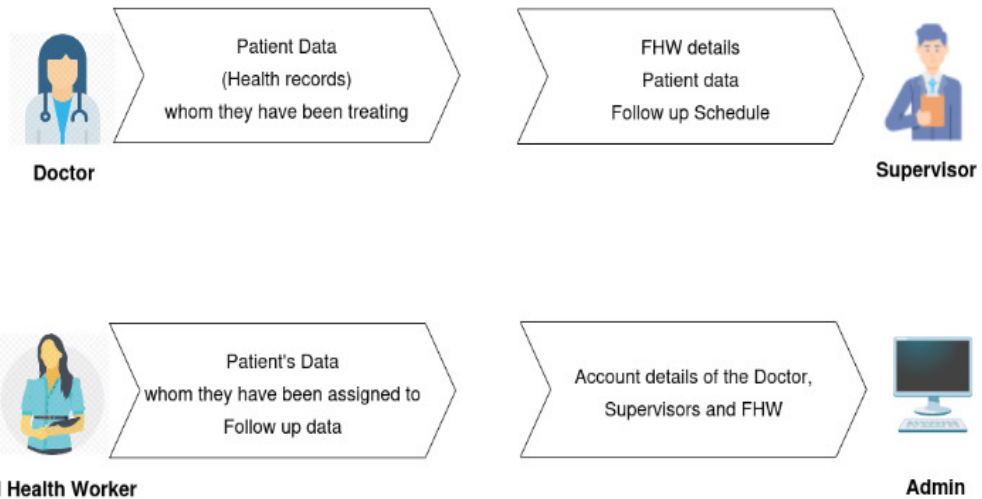 Patient Data
(Health records)
whom they have been treating
Doctor
FHW details
Patient data
Follow up Schedule
Supervisor
Patient's Data
whom they have been assigned to
Follow up data
Health Worker
Account details of the Doctor,
Supervisors and FHW
Admin